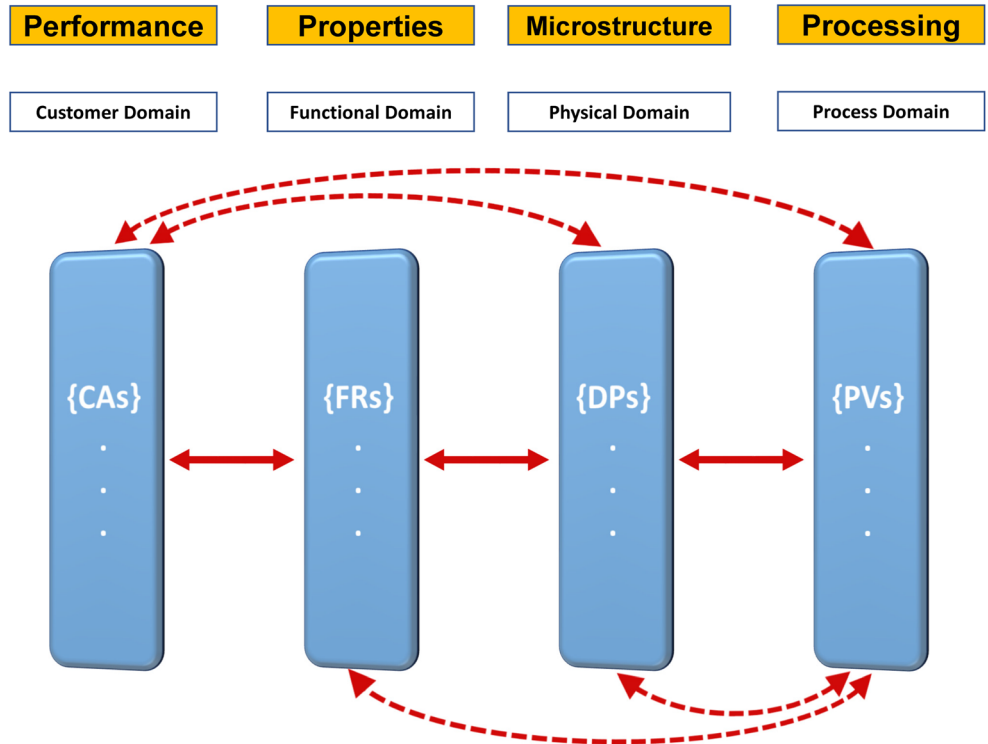 Performance
Properties
Microstructure
Processing
Customer Domain
Functional Domain
Physical Domain
Process Domain
{CAs}
{FRs}
{DPs}
{PVs}